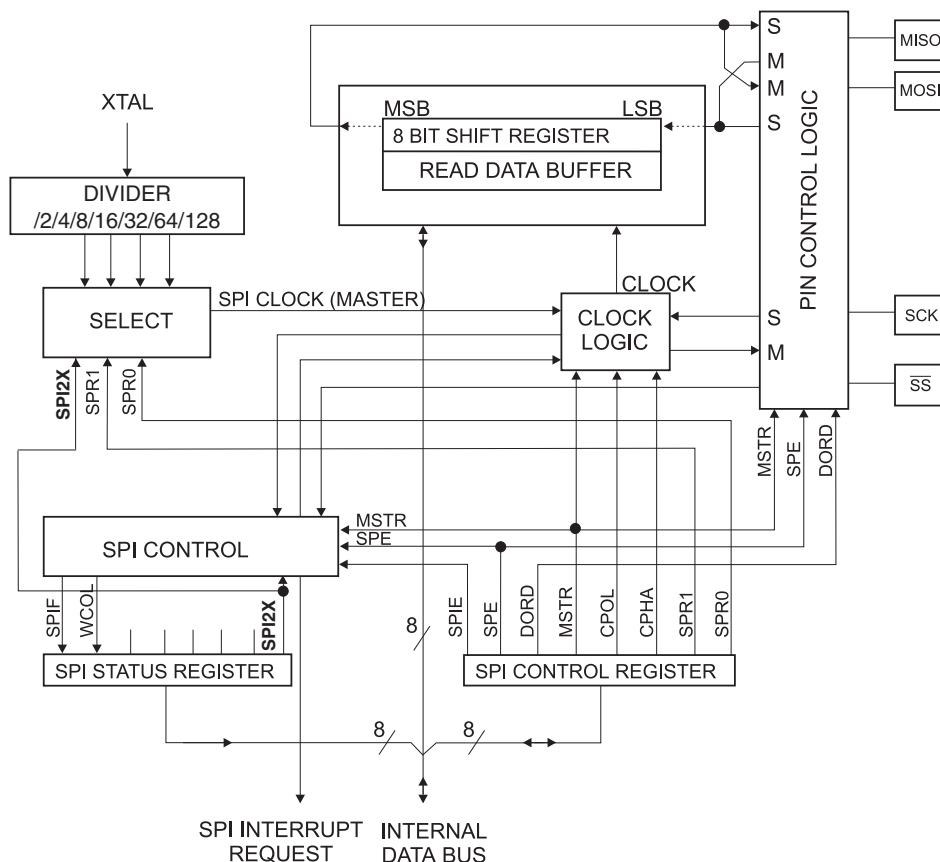 S
MISO
M
MOSI
M
S
MSB
LSB
8 BIT SHIFT REGISTER
READ DATA BUFFER
PIN CONTROL LOGIC
XTAL
DIVIDER
/2/4/8/16/32/64/128
SPI CLOCK (MASTER)
SELECT
CLOCK
CLOCK
LOGIC
S
M
SCK
SS
SPI2X
SPR1
SPR0
MSTR
SPE
DORD
MSTR
SPE
SPI CONTROL
SPIF
WCOL
SPI2X
8
SPIE
SPE
DORD
MSTR
CPOL
CPHA
SPR1
SPR0
SPI STATUS REGISTER
SPI CONTROL REGISTER
8
8
SPI INTERRUPT
REQUEST
INTERNAL
DATA BUS